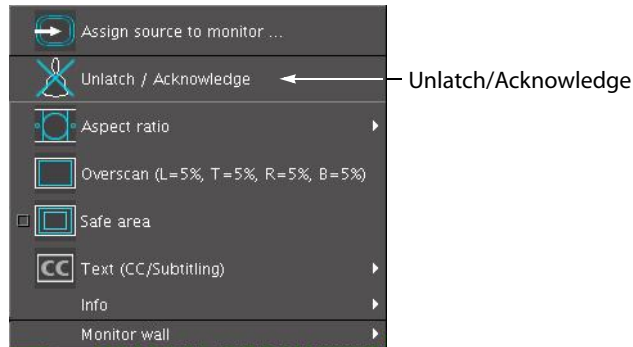 Assign source to monitor ...
Unlatch / Acknowledge
Unlatch/Acknowledge
Aspect ratio
Overscan (L=5%, T=5%, R=5%, B=5%)
Safe area
CC Text (CC/Subtitling)
Info
Monitor wall